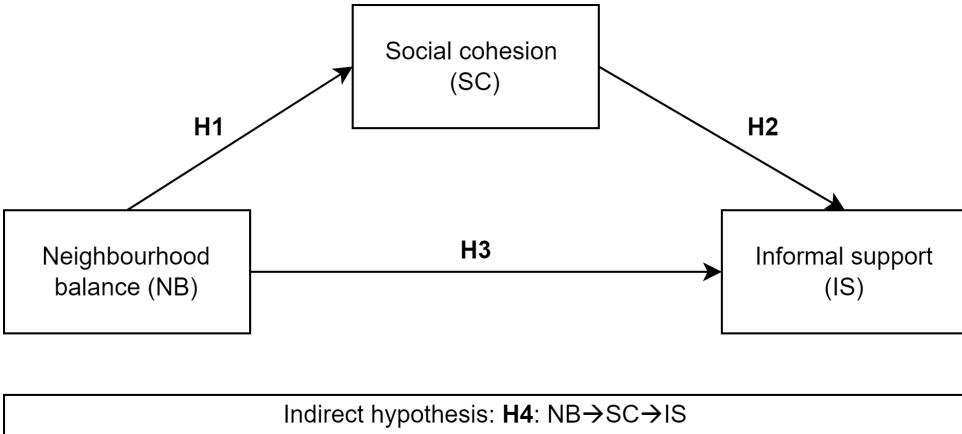 Social cohesion
(SC)
H1
H2
Neighbourhood
balance (NB)
H3
Informal support
(IS)
Indirect hypothesis: H4: NB→SC→IS